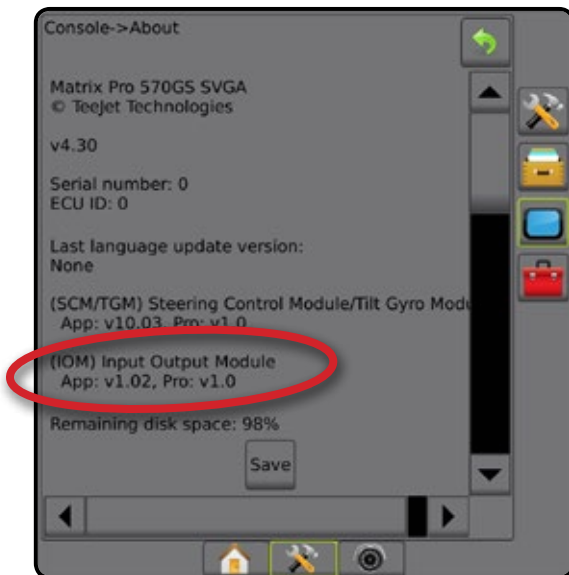 Console->About
Matrix Pro 570GS SVGA
© TeeJet Technologies
v4.30
Serial number: 0
ECU ID: 0
Last language update version:
None
(SCM/TGM) Steering Control Module/Tilt Gyro Modu
App: v10.03, Pro: v1.0
(IOM) Input Output Module
App: v1.02, Pro: v1.0
Remaining disk space: 98%
Save